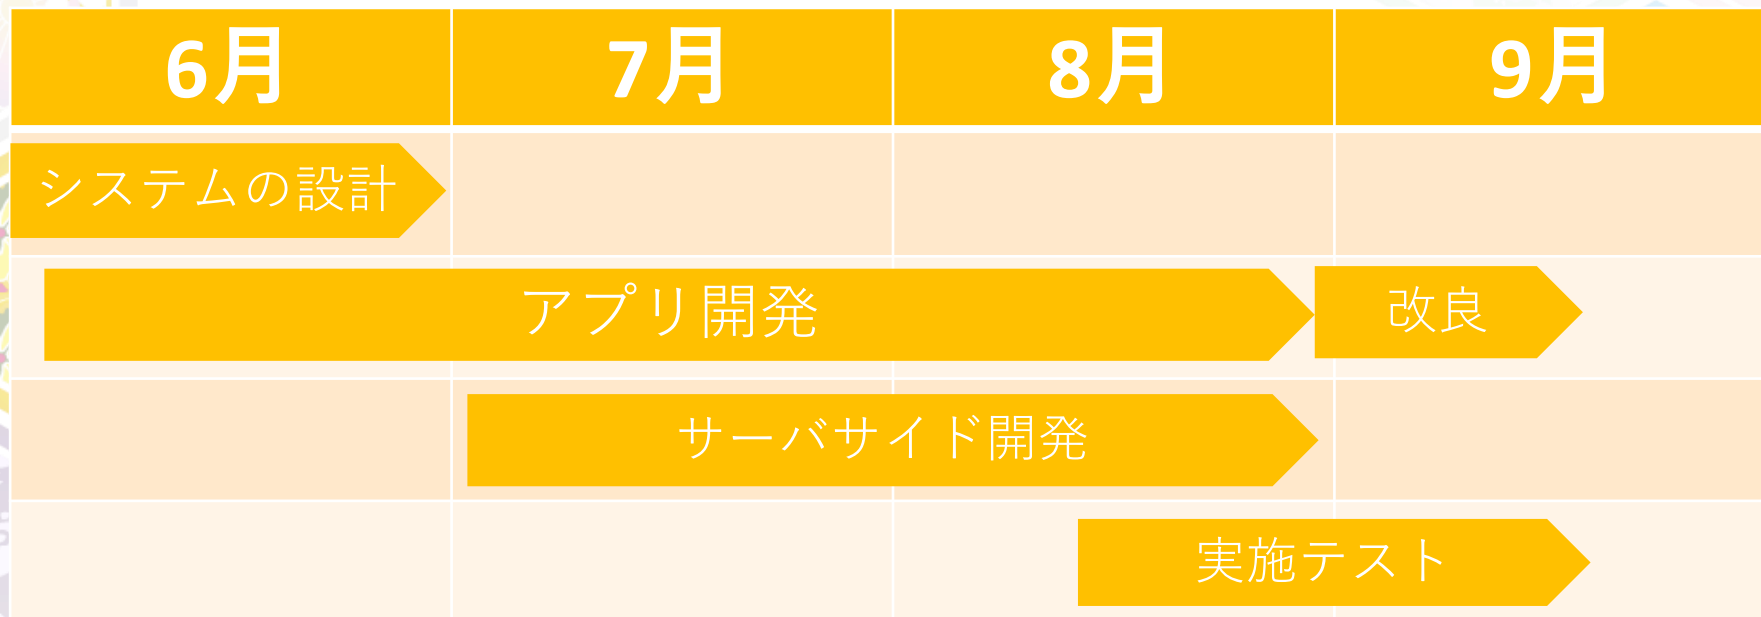 6月 7月 8月 9月
システムの設計
アプリ開発 改良
サーバサイド開発
実施テスト